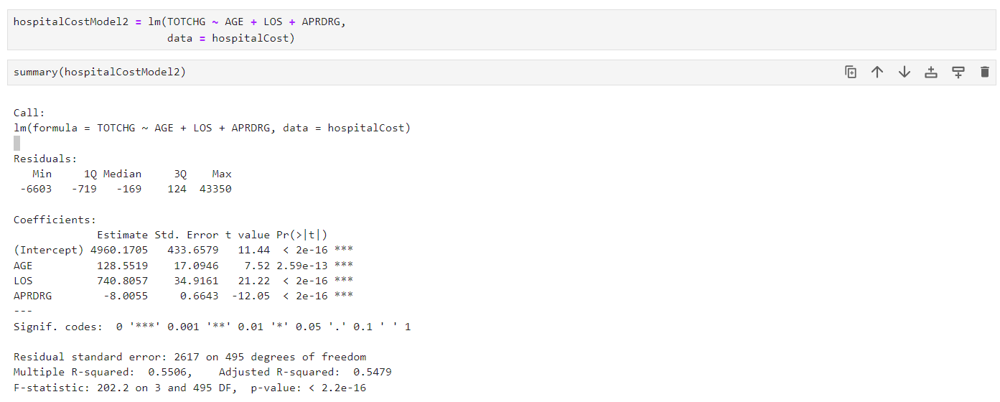 hospitalCostModel2 = lm(TOTCHG ~ AGE + LOS + APRDRG,
                        data = hospitalCost)
summary(hospitalCostModel2)
Call:
lm(formula = TOTCHG ~ AGE + LOS + APRDRG, data = hospitalCost)
Residuals:
   Min     1Q Median     3Q    Max
 -6603   -719   -169    124  43350
Coefficients:
             Estimate Std. Error t value Pr(>|t|)
(Intercept) 4960.1705   433.6579   11.44  < 2e-16 ***
AGE          128.5519    17.0946    7.52 2.59e-13 ***
LOS          740.8057    34.9161   21.22  < 2e-16 ***
APRDRG        -8.0055     0.6643  -12.05  < 2e-16 ***
---
Signif. codes:  0 '***' 0.001 '**' 0.01 '*' 0.05 '.' 0.1 ' ' 1
Residual standard error: 2617 on 495 degrees of freedom
Multiple R-squared:  0.5506,    Adjusted R-squared:  0.5479
F-statistic: 202.2 on 3 and 495 DF,  p-value: < 2.2e-16